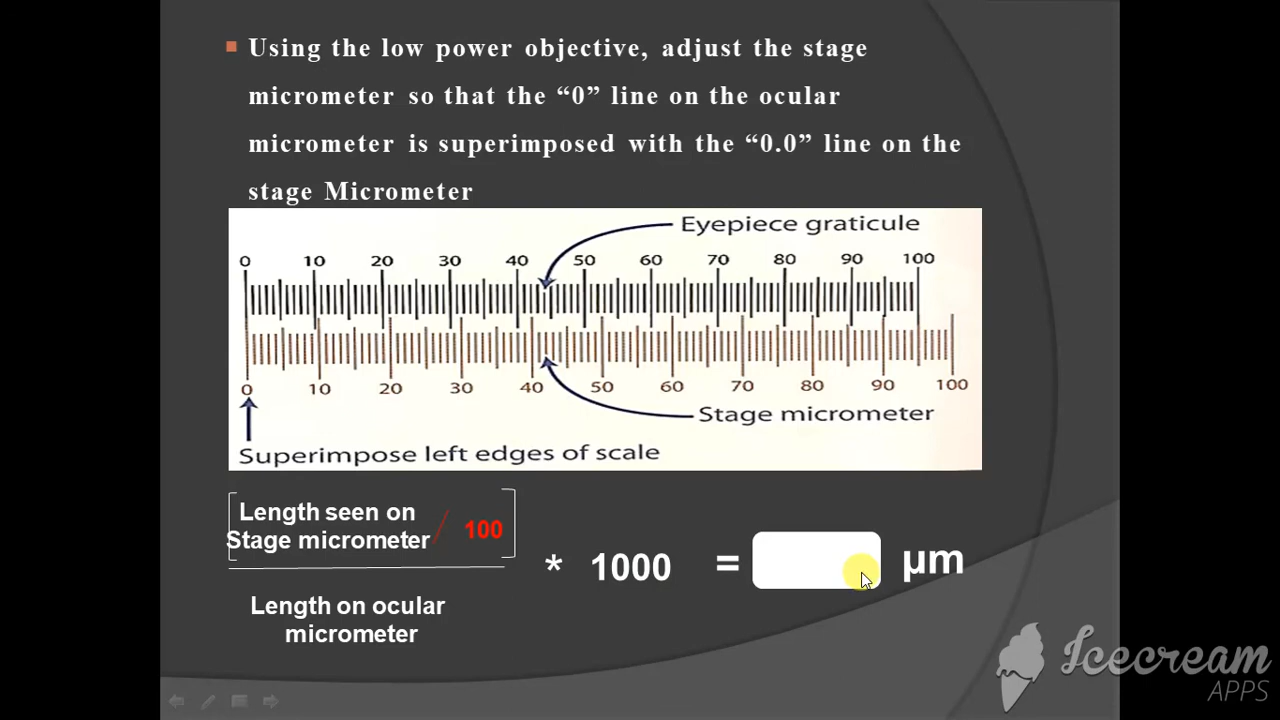 Using the low power objective, adjust the stage
micrometer so that the “0” line on the ocular
micrometer is superimposed with the “0.0” line on the
stage Micrometer
Eyepiece graticule
0 10 20 30 40 50 60 70 80 90 100
0 10 20 30 40 50 60 70 80 90 100
Stage micrometer
Superimpose left edges of scale
Length seen on
Stage micrometer / 100
* 1000 = µm
Length on ocular
micrometer
Icecream
APPS